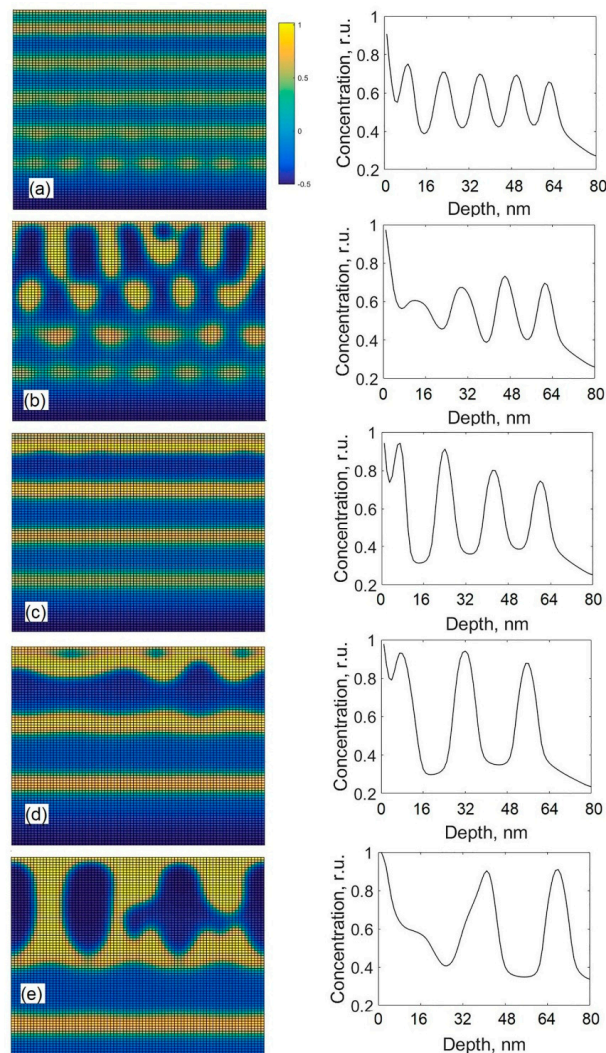 1
0.5
0
-0.5
(a)
Concentration, r.u.
1
0.8
0.6
0.4
0.2
0 16 32 48 64 80
Depth, nm
(b)
Concentration, r.u.
1
0.8
0.6
0.4
0.2
0 16 32 48 64 80
Depth, nm
(c)
Concentration, r.u.
1
0.8
0.6
0.4
0.2
0 16 32 48 64 80
Depth, nm
(d)
Concentration, r.u.
1
0.8
0.6
0.4
0.2
0 16 32 48 64 80
Depth, nm
(e)
Concentration, r.u.
1
0.8
0.6
0.4
0.2
0 16 32 48 64 80
Depth, nm